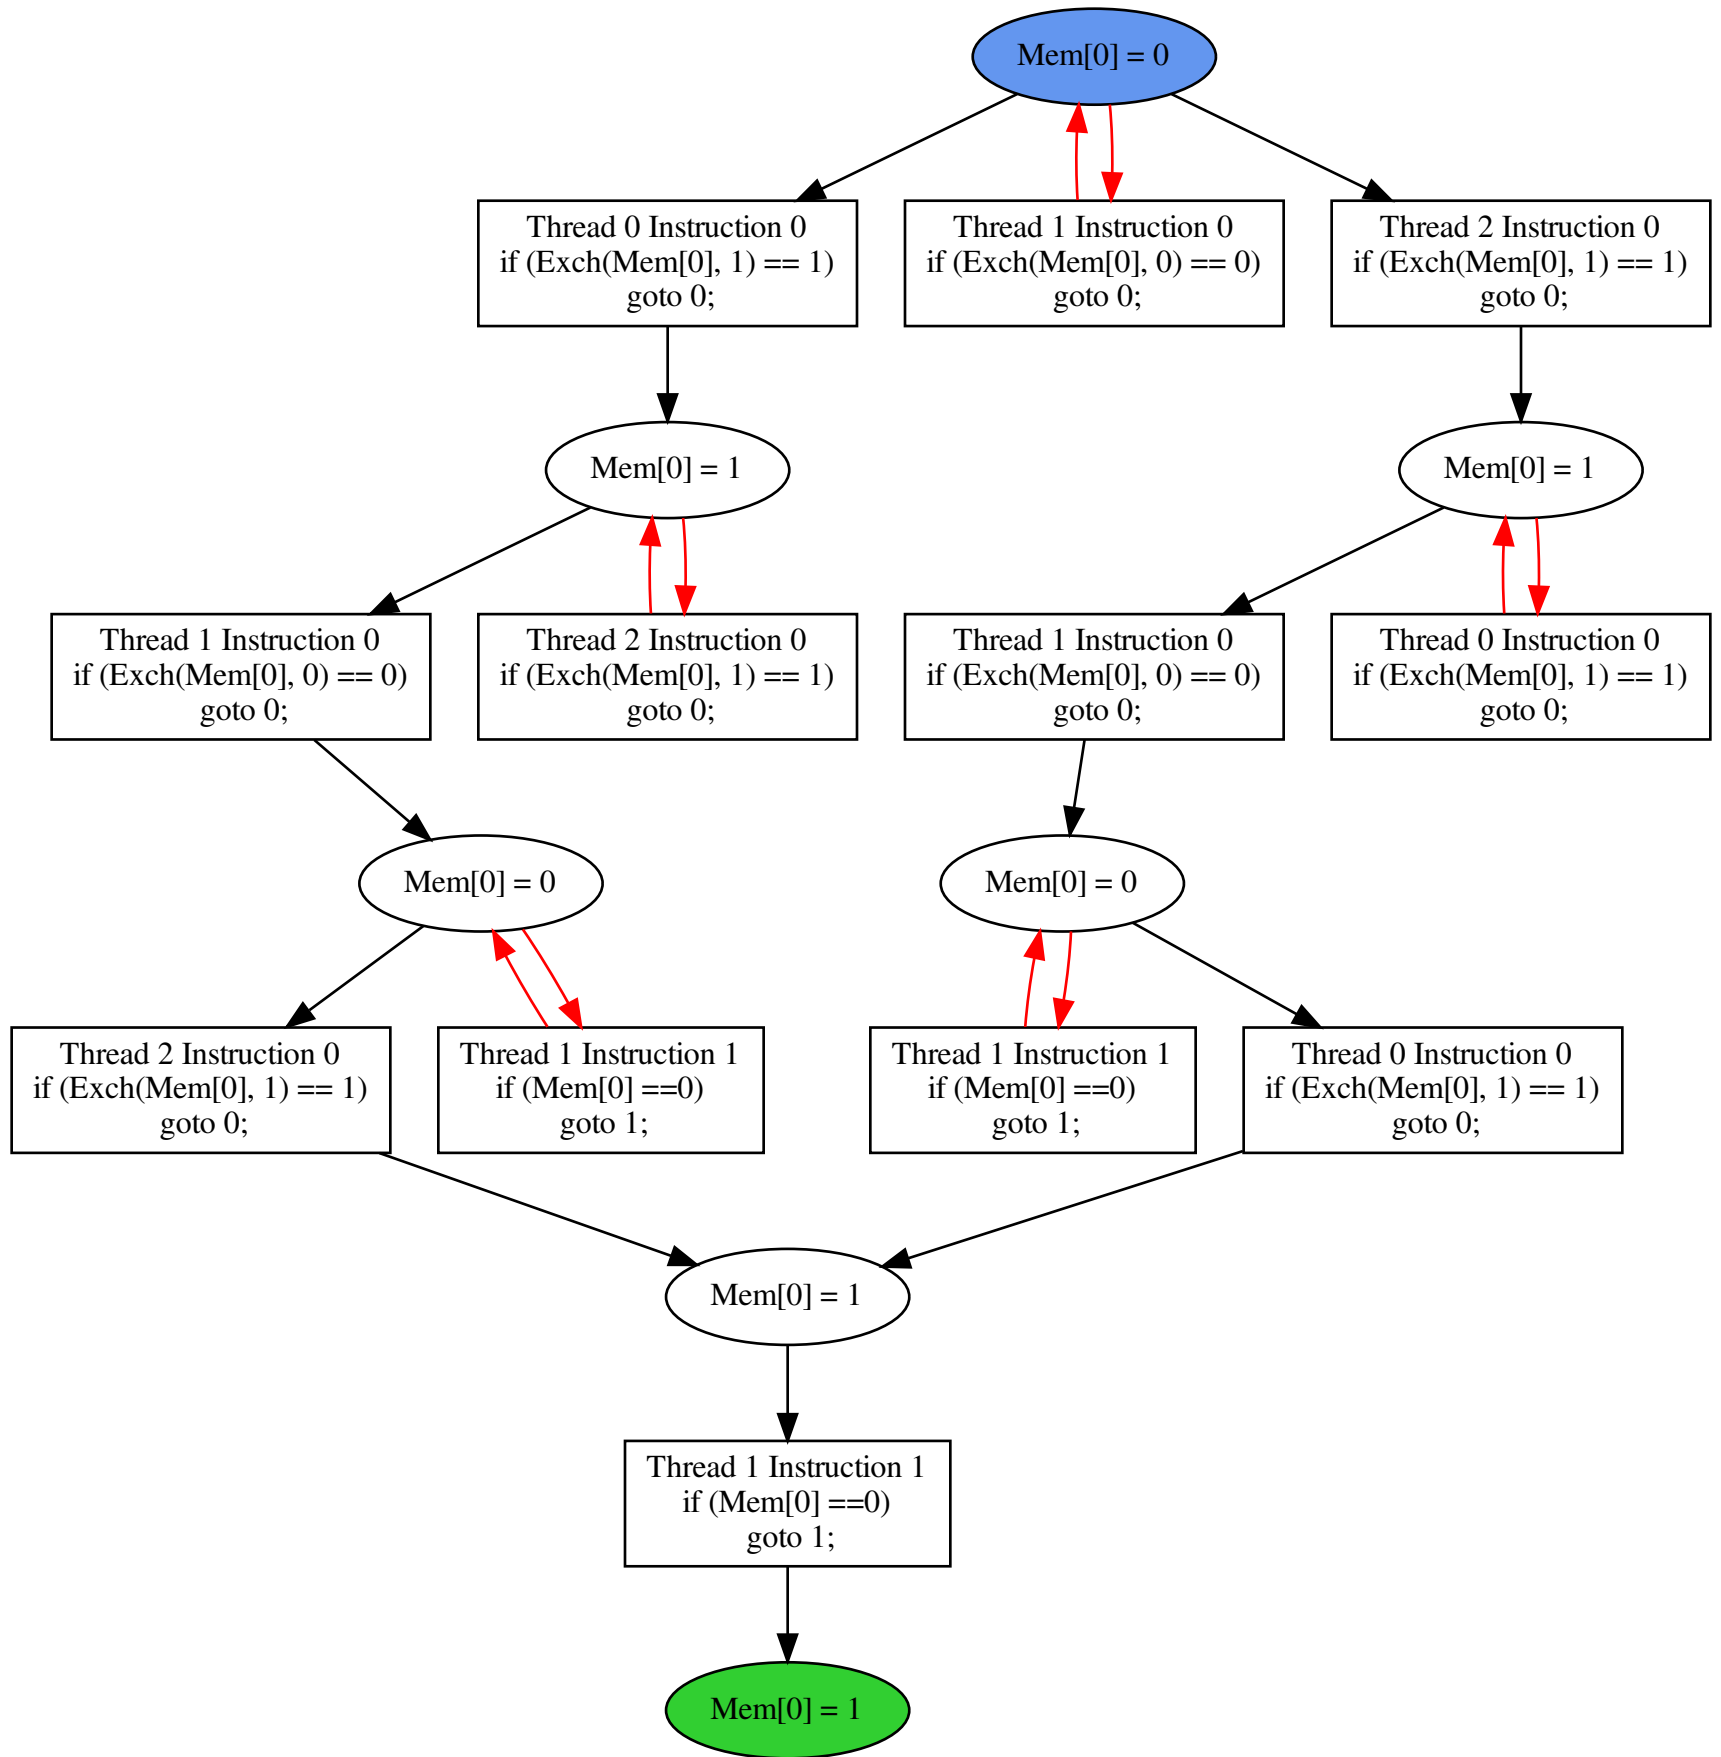 Mem[0] = 0
Thread 0 Instruction 0
if (Exch(Mem[0], 1) == 1)
goto 0;
Thread 1 Instruction 0
if (Exch(Mem[0], 0) == 0)
goto 0;
Thread 2 Instruction 0
if (Exch(Mem[0], 1) == 1)
goto 0;
Mem[0] = 1
Mem[0] = 1
Thread 1 Instruction 0
if (Exch(Mem[0], 0) == 0)
goto 0;
Thread 2 Instruction 0
if (Exch(Mem[0], 1) == 1)
goto 0;
Thread 1 Instruction 0
if (Exch(Mem[0], 0) == 0)
goto 0;
Thread 0 Instruction 0
if (Exch(Mem[0], 1) == 1)
goto 0;
Mem[0] = 0
Mem[0] = 0
Thread 2 Instruction 0
if (Exch(Mem[0], 1) == 1)
goto 0;
Thread 1 Instruction 1
if (Mem[0] ==0)
goto 1;
Thread 1 Instruction 1
if (Mem[0] ==0)
goto 1;
Thread 0 Instruction 0
if (Exch(Mem[0], 1) == 1)
goto 0;
Mem[0] = 1
Thread 1 Instruction 1
if (Mem[0] ==0)
goto 1;
Mem[0] = 1